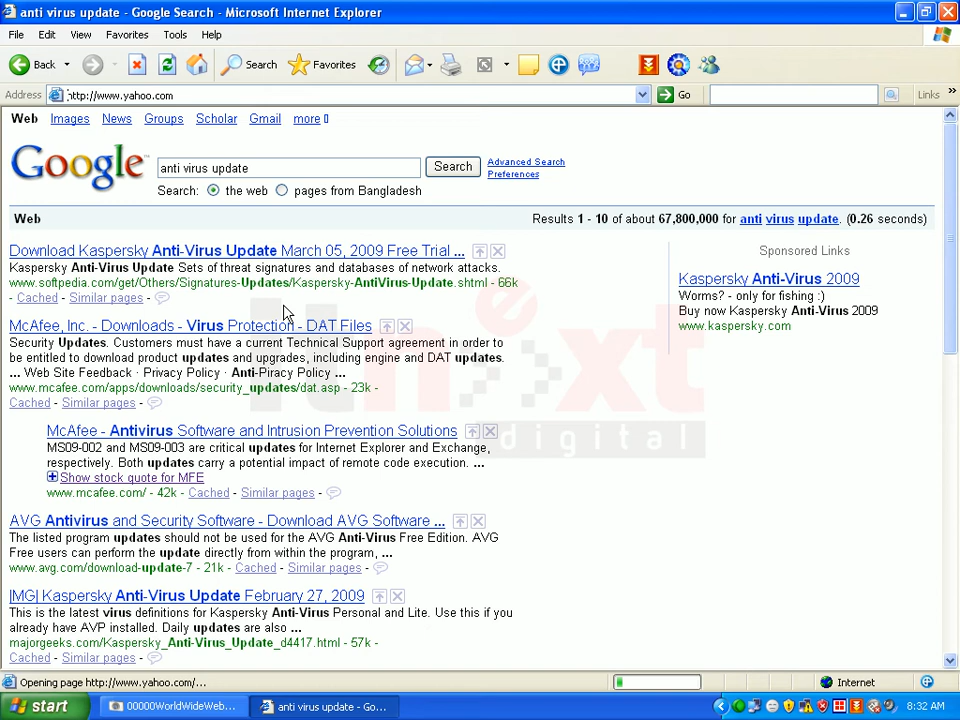 anti virus update - Google Search - Microsoft Internet Explorer
File Edit View Favorites Tools Help
Back Search Favorites
Address http://www.yahoo.com Go Links »
Web Images News Groups Scholar Gmail more
Google™ anti virus update Search Advanced Search
Preferences
Search: the web pages from Bangladesh
Web Results 1 - 10 of about 67,800,000 for anti virus update. (0.26 seconds)
Download Kaspersky Anti-Virus Update March 05, 2009 Free Trial ...
Kaspersky Anti-Virus Update Sets of threat signatures and databases of network attacks.
www.softpedia.com/get/Others/Signatures-Updates/Kaspersky-AntiVirus-Update.shtml - 66k
- Cached - Similar pages -
McAfee, Inc. - Downloads - Virus Protection - DAT Files
Security Updates. Customers must have a current Technical Support agreement in order to
be entitled to download product updates and upgrades, including engine and DAT updates.
... Web Site Feedback · Privacy Policy · Anti-Piracy Policy ...
www.mcafee.com/apps/downloads/security_updates/dat.asp - 23k -
Cached - Similar pages -
McAfee - Antivirus Software and Intrusion Prevention Solutions
MS09-002 and MS09-003 are critical updates for Internet Explorer and Exchange,
respectively. Both updates carry a potential impact of remote code execution. ...
Show stock quote for MFE
www.mcafee.com/ - 42k - Cached - Similar pages -
AVG Antivirus and Security Software - Download AVG Software ...
The listed program updates should not be used for the AVG Anti-Virus Free Edition. AVG
Free users can perform the update directly from within the program, ...
www.avg.com/download-update-7 - 21k - Cached - Similar pages -
|MG| Kaspersky Anti-Virus Update February 27, 2009
This is the latest virus definitions for Kaspersky Anti-Virus Personal and Lite. Use this if you
already have AVP installed. Daily updates are also ...
majorgeeks.com/Kaspersky_Anti-Virus_Update_d4417.html - 57k -
Cached - Similar pages -
Sponsored Links
Kaspersky Anti-Virus 2009
Worms? - only for fishing :)
Buy now Kaspersky Anti-Virus 2009
www.kaspersky.com
itnext
digital
Opening page http://www.yahoo.com/... Internet
start 00000WorldWideWeb... anti virus update - Go... 8:32 AM